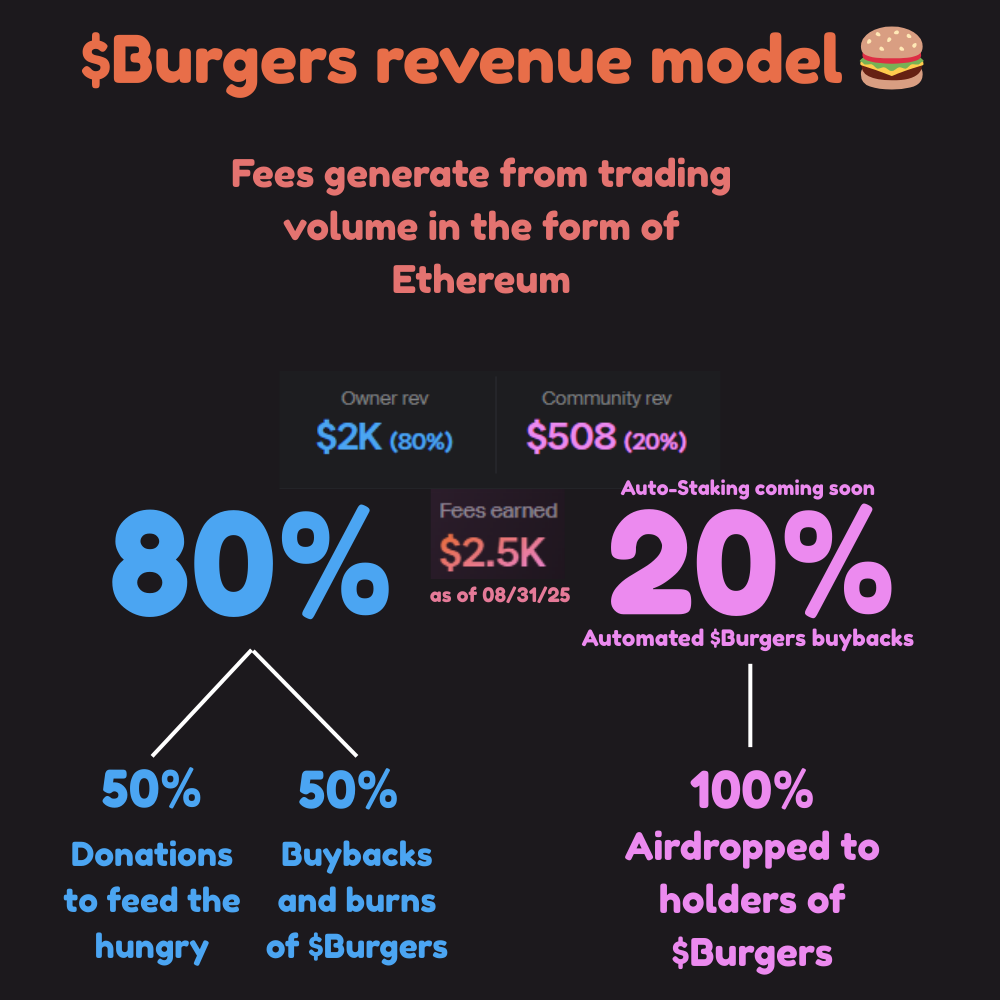 $Burgers revenue model
Fees generate from trading
volume in the form of
Ethereum
Owner rev
$2K (80%)
Community rev
$508 (20%)
Fees earned
$2.5K
as of 08/31/25
80%
Auto-Staking coming soon
20%
Automated $Burgers buybacks
50%
Donations
to feed the
hungry
50%
Buybacks
and burns
of $Burgers
100%
Airdropped to
holders of
$Burgers